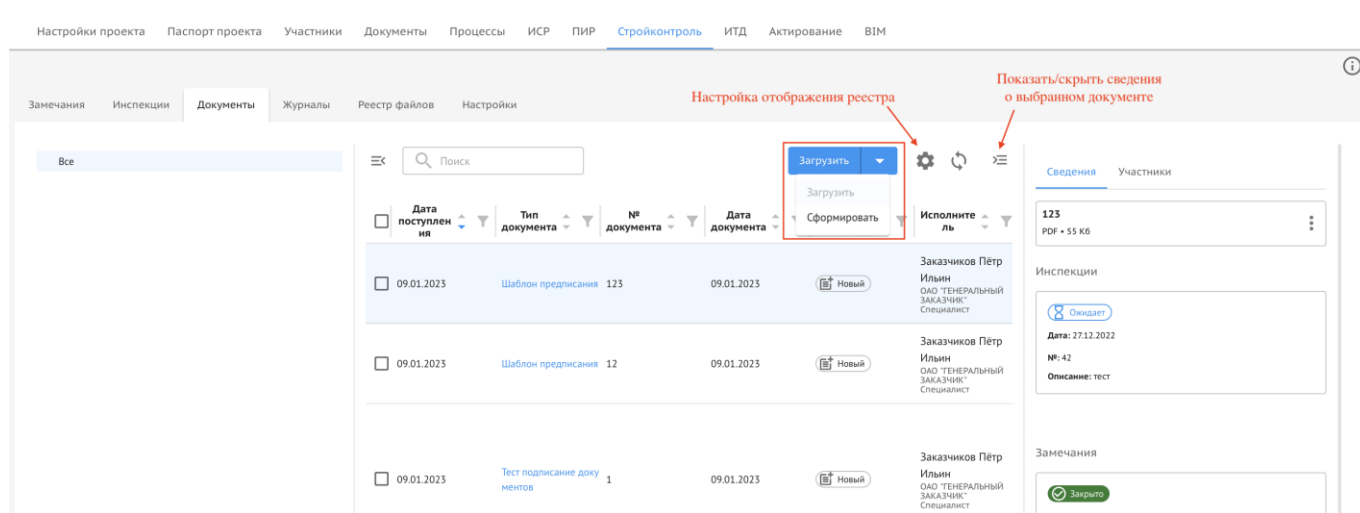 Настройки проекта Паспорт проекта Участники Документы Процессы ИСР ПИР Стройконтроль ИТД Актирование BIM
Показать/скрыть сведения
о выбранном документе
Настройка отображения реестра
Замечания Инспекции Документы Журналы Реестр файлов Настройки
Все
Поиск
Загрузить
Загрузить
Сформировать
Дата
поступлен
ия
Тип
документа
№
документа
Дата
документа
Исполните
ль
09.01.2023 Шаблон предписания 123 09.01.2023 Новый
Заказчиков Пётр
Ильин
ОАО "ГЕНЕРАЛЬНЫЙ
ЗАКАЗЧИК"
Специалист
09.01.2023 Шаблон предписания 12 09.01.2023 Новый
Заказчиков Пётр
Ильин
ОАО "ГЕНЕРАЛЬНЫЙ
ЗАКАЗЧИК"
Специалист
09.01.2023
Тест подписание доку
ментов
1 09.01.2023 Новый
Заказчиков Пётр
Ильин
ОАО "ГЕНЕРАЛЬНЫЙ
ЗАКАЗЧИК"
Специалист
Сведения Участники
123
PDF • 55 Кб
Инспекции
Ожидает
Дата: 27.12.2022
№: 42
Описание: тест
Замечания
Закрыто